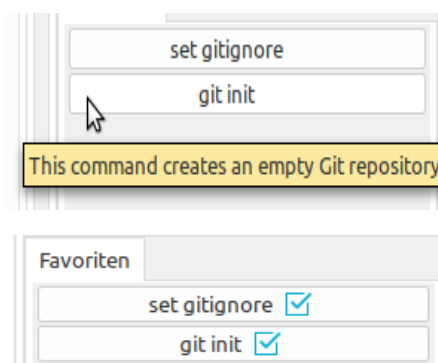 set gitignore
git init
This command creates an empty Git repository
Favoriten
set gitignore
git init